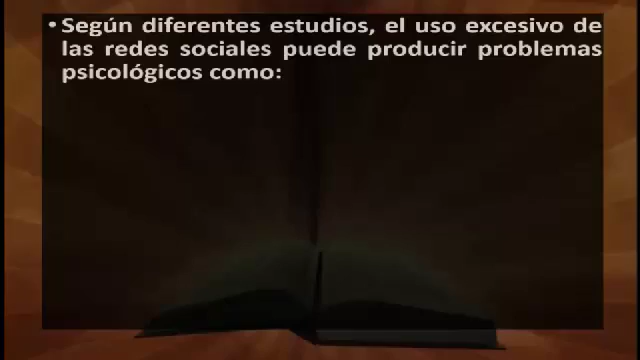 • Según diferentes estudios, el uso excesivo de
las redes sociales puede producir problemas
psicológicos como: